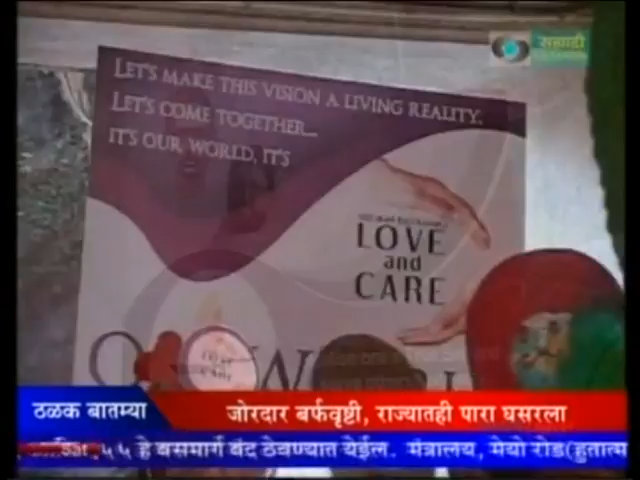 सह्याद्री
LET'S MAKE THIS VISION A LIVING REALITY.
LET'S COME TOGETHER...
IT'S OUR WORLD, IT'S
LOVE
and
CARE
ठळक बातम्या
जोरदार बर्फवृष्टी, राज्यातही पारा घसरला
५५ हे बसमार्ग बंद ठेवण्यात येईल. मंत्रालय, मेयो रोड(हुतात्म